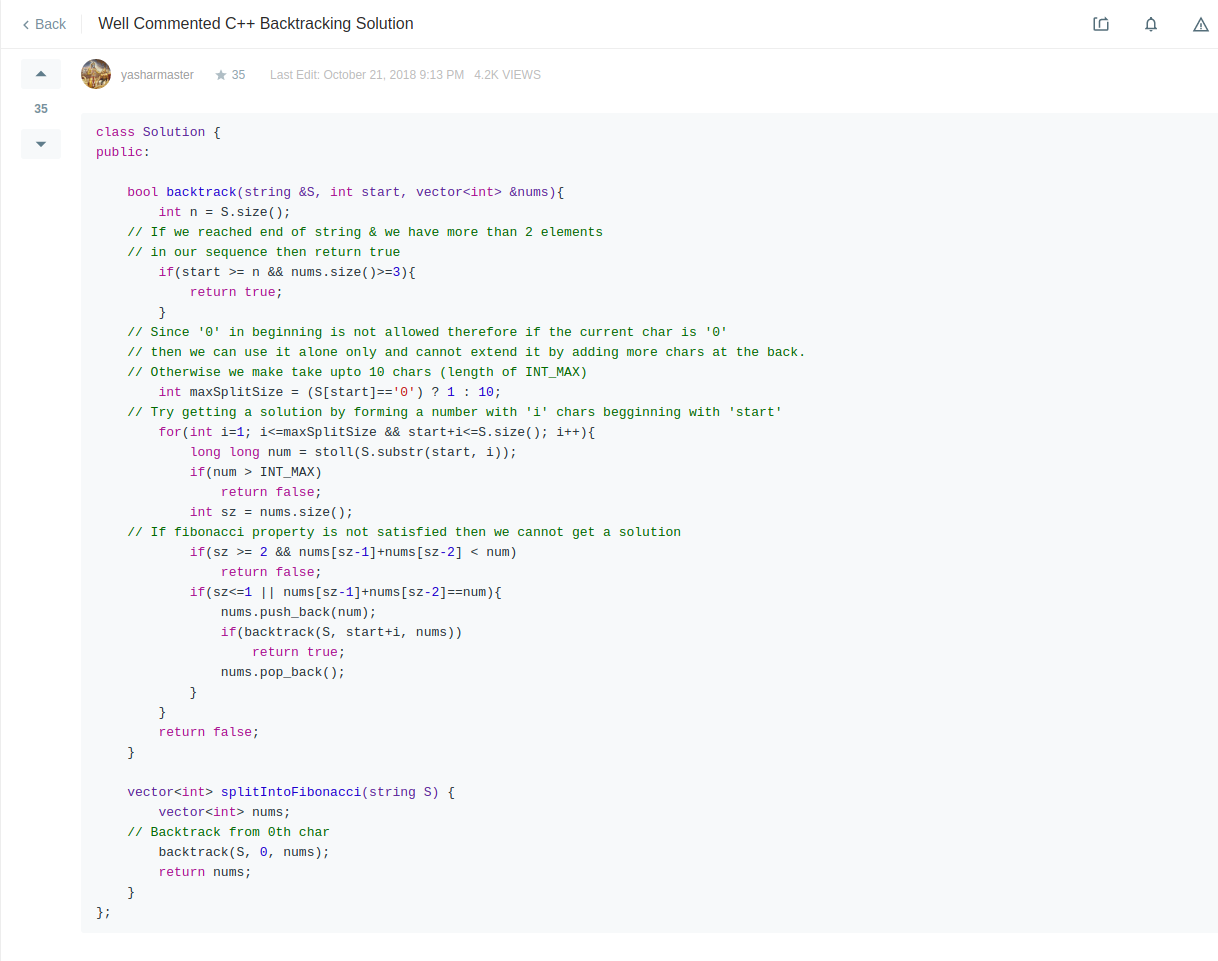 Back Well Commented C++ Backtracking Solution
yasharmaster 35 Last Edit: October 21, 2018 9:13 PM 4.2K VIEWS
35
class Solution {
public:
    bool backtrack(string &S, int start, vector<int> &nums){
        int n = S.size();
    // If we reached end of string & we have more than 2 elements
    // in our sequence then return true
        if(start >= n && nums.size()>=3){
            return true;
        }
    // Since '0' in beginning is not allowed therefore if the current char is '0'
    // then we can use it alone only and cannot extend it by adding more chars at the back.
    // Otherwise we make take upto 10 chars (length of INT_MAX)
        int maxSplitSize = (S[start]=='0') ? 1 : 10;
    // Try getting a solution by forming a number with 'i' chars begginning with 'start'
        for(int i=1; i<=maxSplitSize && start+i<=S.size(); i++){
            long long num = stoll(S.substr(start, i));
            if(num > INT_MAX)
                return false;
            int sz = nums.size();
    // If fibonacci property is not satisfied then we cannot get a solution
            if(sz >= 2 && nums[sz-1]+nums[sz-2] < num)
                return false;
            if(sz<=1 || nums[sz-1]+nums[sz-2]==num){
                nums.push_back(num);
                if(backtrack(S, start+i, nums))
                    return true;
                nums.pop_back();
            }
        }
        return false;
    }
    vector<int> splitIntoFibonacci(string S) {
        vector<int> nums;
    // Backtrack from 0th char
        backtrack(S, 0, nums);
        return nums;
    }
};